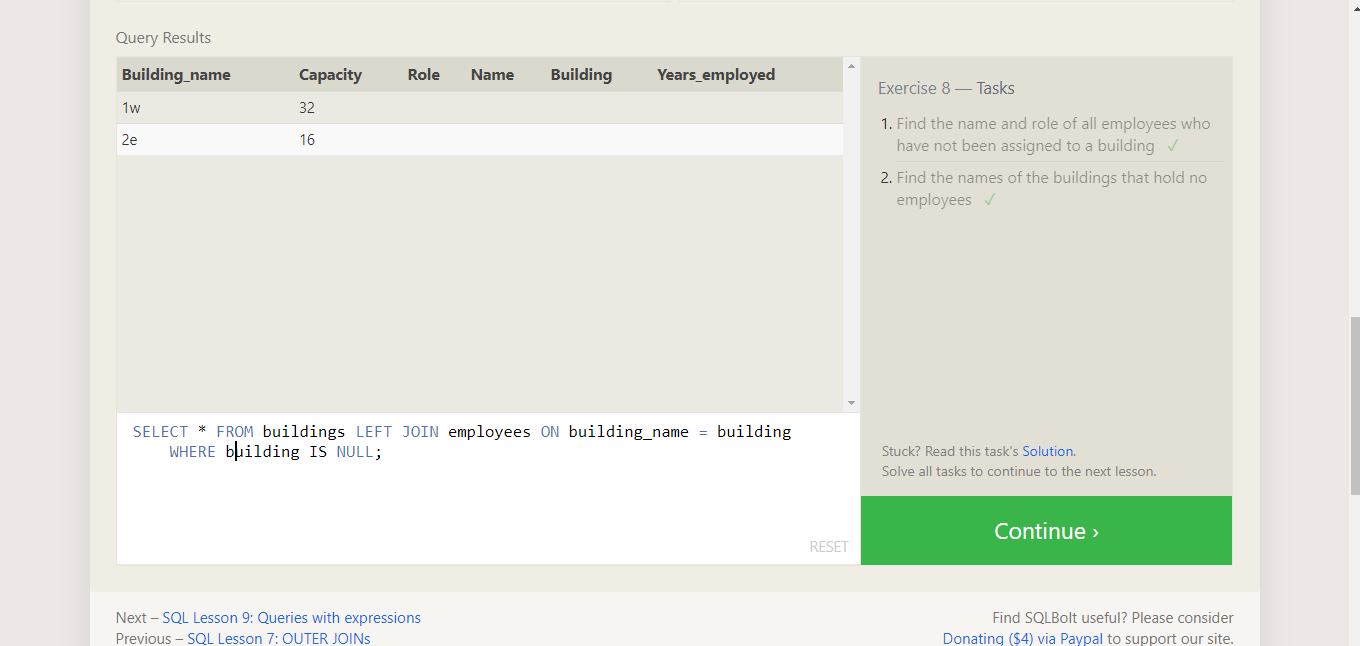 Query Results
Building_name Capacity Role Name Building Years_employed
1w 32
2e 16
Exercise 8 — Tasks
1. Find the name and role of all employees who
have not been assigned to a building ✓
2. Find the names of the buildings that hold no
employees ✓
SELECT * FROM buildings LEFT JOIN employees ON building_name = building
WHERE building IS NULL;
RESET
Stuck? Read this task's Solution.
Solve all tasks to continue to the next lesson.
Continue ›
Next – SQL Lesson 9: Queries with expressions
Previous – SQL Lesson 7: OUTER JOINs
Find SQLBolt useful? Please consider
Donating ($4) via Paypal to support our site.